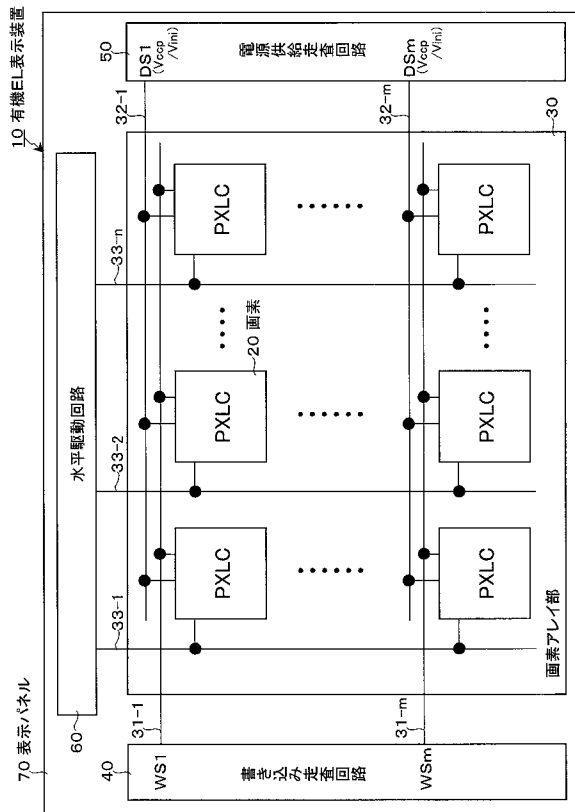 10 有機EL表示装置
70 表示パネル
60
水平駆動回路
50
電源供給走査回路
DS1
(Vccp
/Vini)
DSm
(Vccp
/Vini)
32-1
32-m
30
33-n
PXLC
PXLC
20 画素
33-2
PXLC
PXLC
33-1
PXLC
PXLC
画素アレイ部
31-1
31-m
WS1
WSm
40
書き込み走査回路